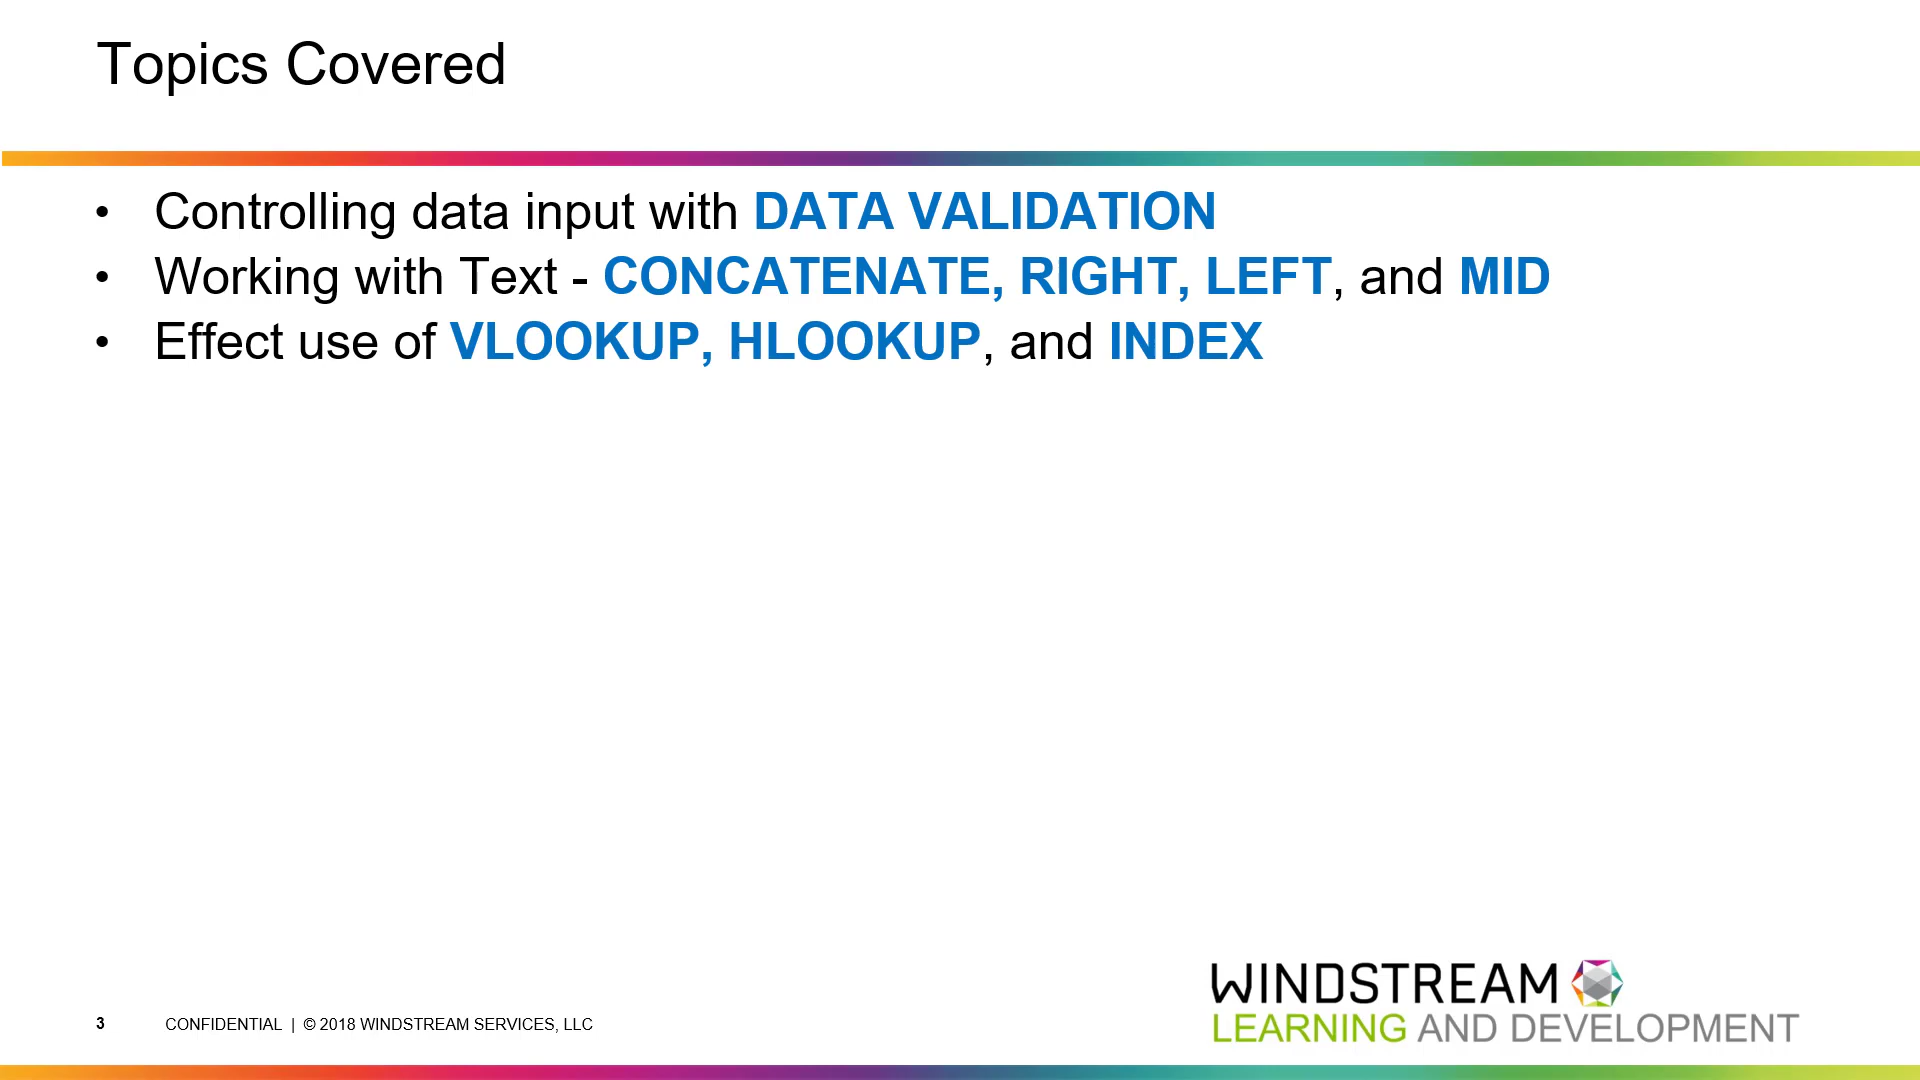 Topics Covered
• Controlling data input with DATA VALIDATION
• Working with Text - CONCATENATE, RIGHT, LEFT, and MID
• Effect use of VLOOKUP, HLOOKUP, and INDEX
WINDSTREAM
LEARNING AND DEVELOPMENT
3 CONFIDENTIAL | © 2018 WINDSTREAM SERVICES, LLC